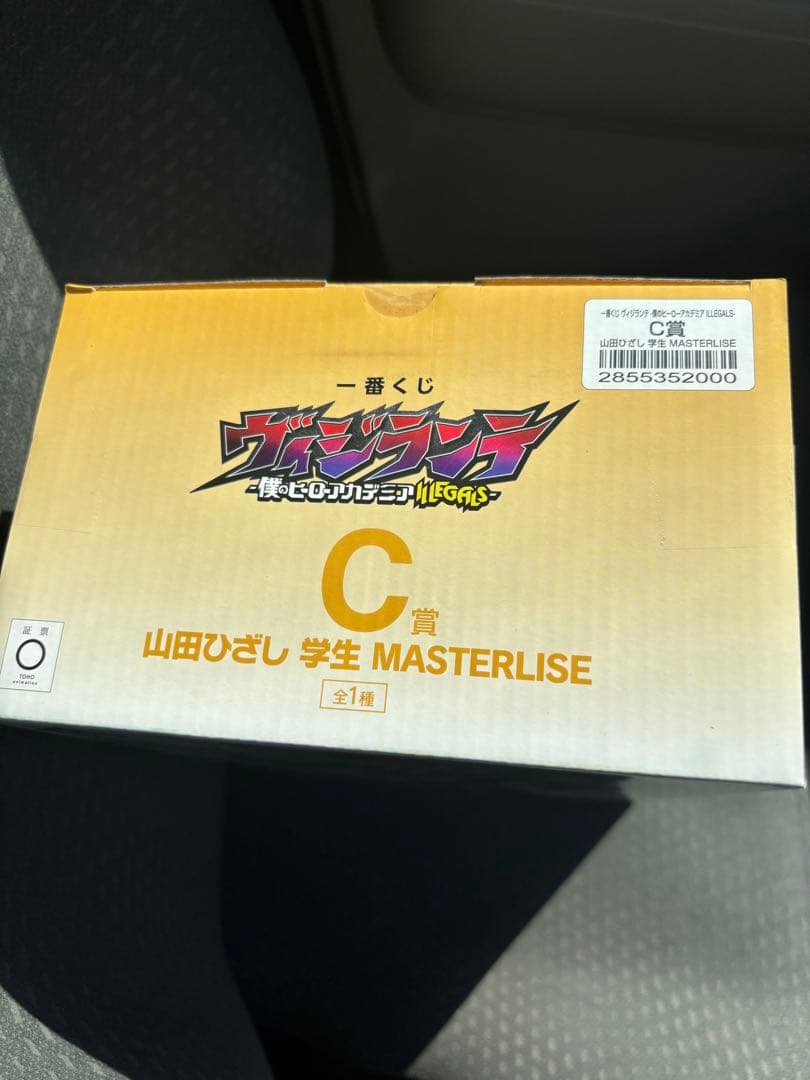 一番くじ ヴィジランテ -僕のヒーローアカデミア ILLEGALS-
C賞
山田ひざし 学生 MASTERLISE
2855352000
一番くじ
ヴィジランテ
-僕のヒーローアカデミア ILLEGALS-
C賞
山田ひざし 学生 MASTERLISE
全1種
証票
TOHO
animation